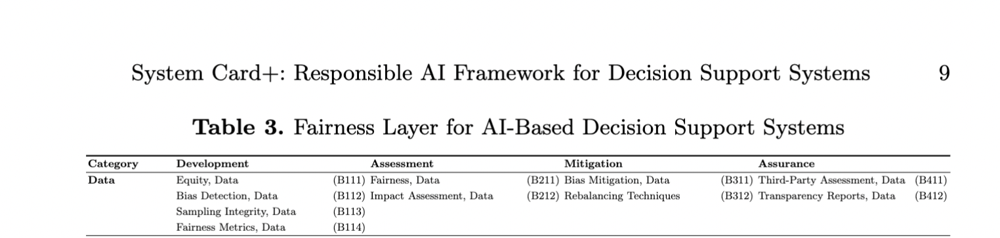 System Card+: Responsible AI Framework for Decision Support Systems 9
Table 3. Fairness Layer for AI-Based Decision Support Systems
Category Development Assessment Mitigation Assurance
Data Equity, Data (B111) Fairness, Data (B211) Bias Mitigation, Data (B311) Third-Party Assessment, Data (B411)
Bias Detection, Data (B112) Impact Assessment, Data (B212) Rebalancing Techniques (B312) Transparency Reports, Data (B412)
Sampling Integrity, Data (B113)
Fairness Metrics, Data (B114)